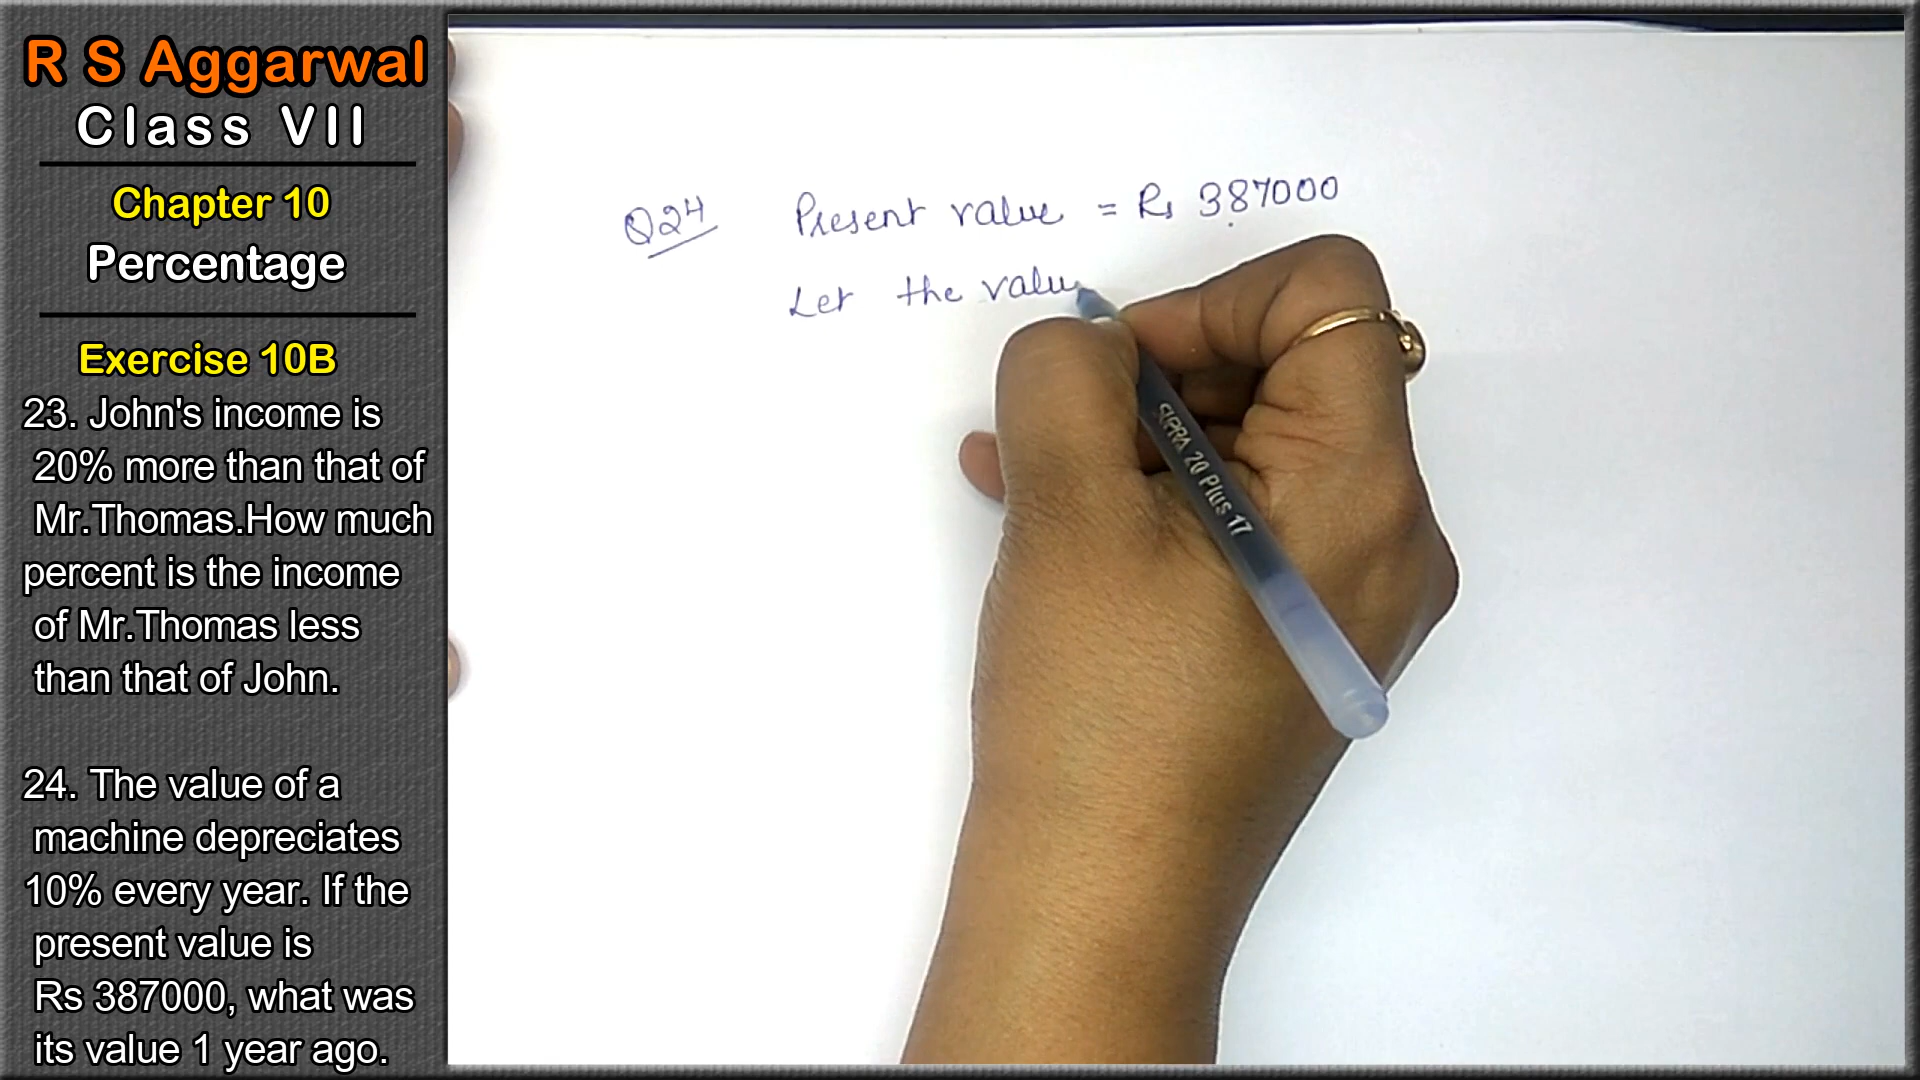 R S Aggarwal
Class VII
Chapter 10
Percentage
Exercise 10B
23. John's income is
20% more than that of
Mr.Thomas.How much
percent is the income
of Mr.Thomas less
than that of John.
24. The value of a
machine depreciates
10% every year. If the
present value is
Rs 387000, what was
its value 1 year ago.
Q24 Present value = Rs 387000
Let the value
SUPRA 20 Plus 17